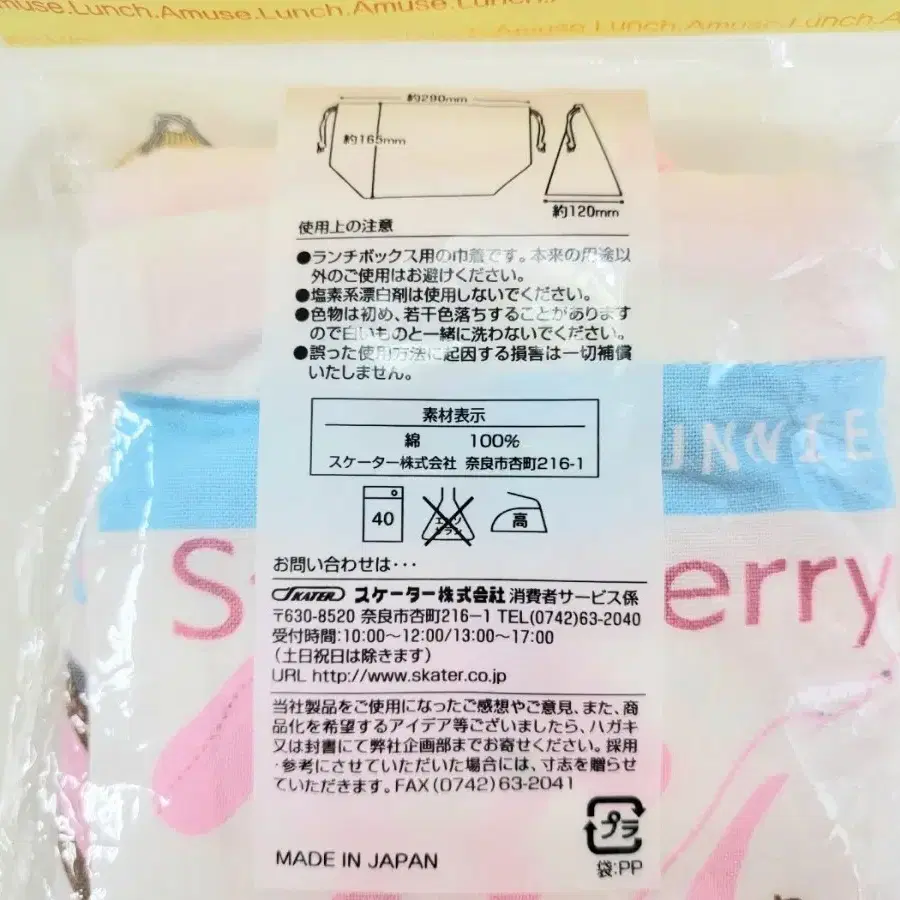 muse.Lunch.Amuse.Lunch.Amuse.Lunch.
.Amuse.Lunch.Amuse.Lunch.A
約290mm
約165mm
約120mm
使用上の注意
●ランチボックス用の巾着です。本来の用途以
外のご使用はお避けください。
●塩素系漂白剤は使用しないでください。
●色物は初め、若干色落ちすることがあります
ので白いものと一緒に洗わないでください。
●誤った使用方法に起因する損害は一切補償
いたしません。
素材表示
綿 100%
スケーター株式会社 奈良市杏町216-1
UNNIE
40
エンソ
サラシ
高
S erry
お問い合わせは・・・
SKATER スケーター株式会社 消費者サービス係
〒630-8520 奈良市杏町216-1 TEL(0742)63-2040
受付時間:10:00〜12:00/13:00〜17:00
(土日祝日は除きます)
URL http://www.skater.co.jp
当社製品をご使用になったご感想やご意見、また、商
品化を希望するアイデア等ございましたら、ハガキ
又は封書にて弊社企画部までお寄せください。採用
・参考にさせていただいた場合には、寸志を贈らせ
ていただきます。FAX(0742)63-2041
プラ
袋:PP
MADE IN JAPAN